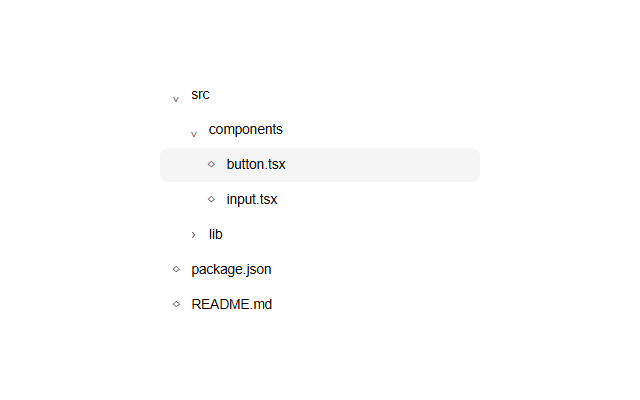 src
components
button.tsx
input.tsx
lib
package.json
README.md